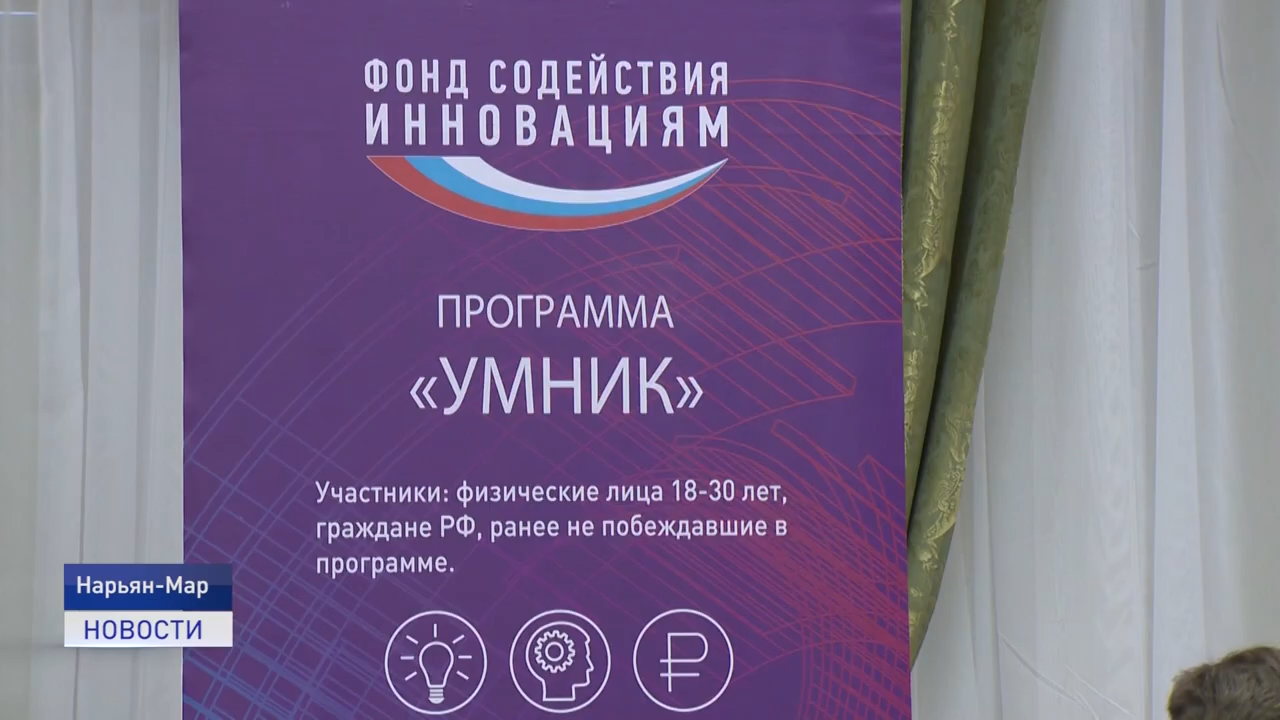 ФОНД СОДЕЙСТВИЯ
ИННОВАЦИЯМ
ПРОГРАММА
«УМНИК»
Участники: физические лица 18-30 лет,
граждане РФ, ранее не побеждавшие в
программе.
Нарьян-Мар
НОВОСТИ